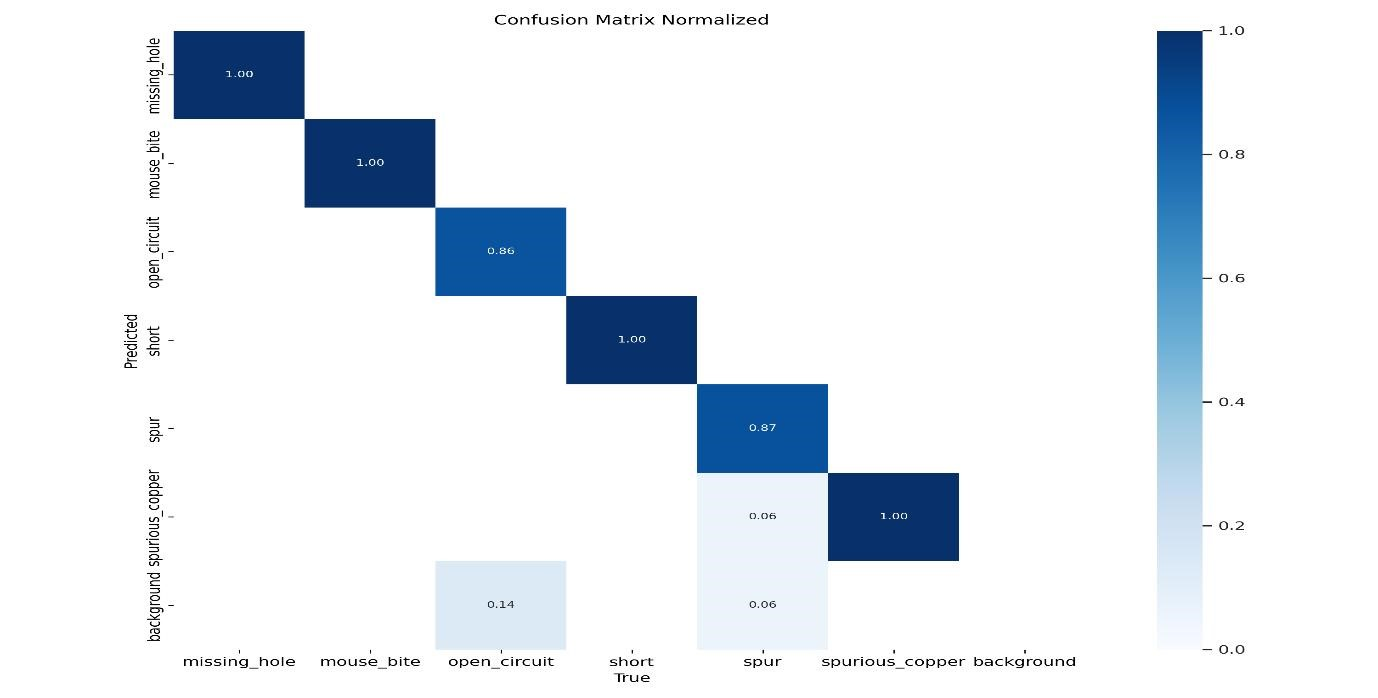 Confusion Matrix Normalized
missing_hole
mouse_bite
open_circuit
short
spur
spurious_copper
background
Predicted
1.00
1.00
0.86
1.00
0.87
0.06
1.00
0.14
0.06
missing_hole
mouse_bite
open_circuit
short
spur
spurious_copper
background
True
1.0
0.8
0.6
0.4
0.2
0.0